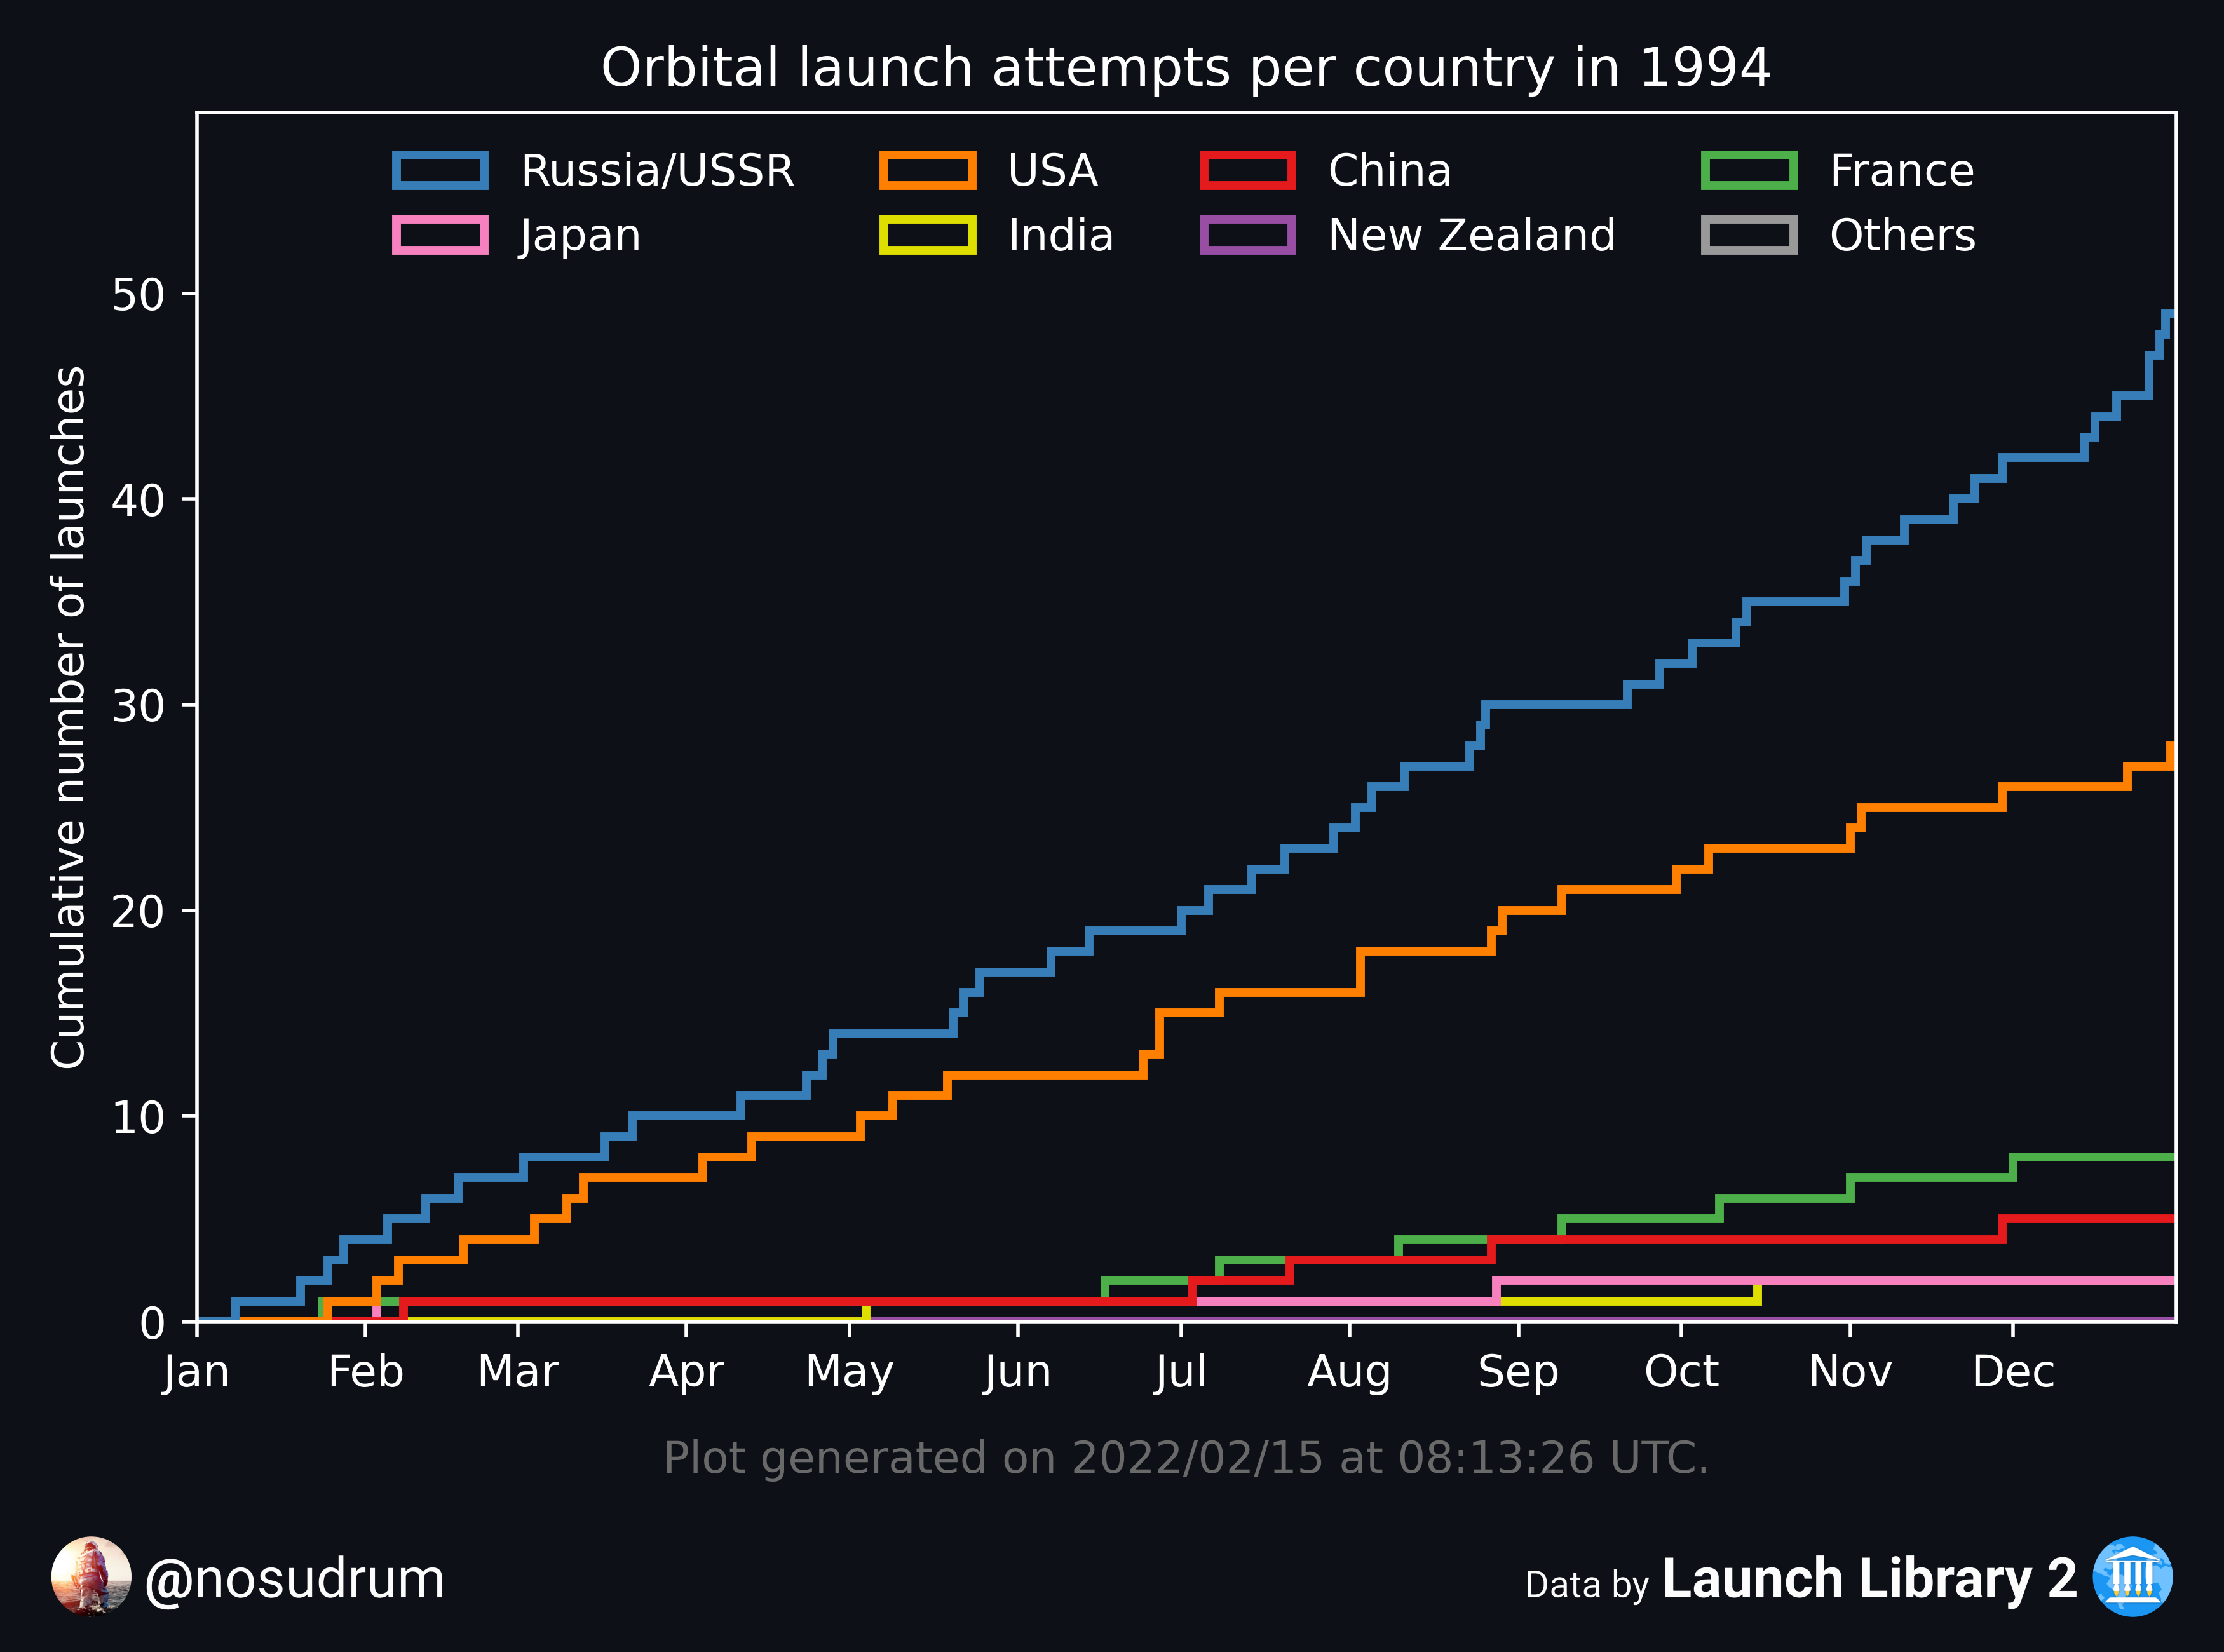 Orbital launch attempts per country in 1994
Russia/USSR USA China France
Japan India New Zealand Others
Cumulative number of launches
50
40
30
20
10
0
Jan Feb Mar Apr May Jun Jul Aug Sep Oct Nov Dec
Plot generated on 2022/02/15 at 08:13:26 UTC.
@nosudrum
Data by Launch Library 2